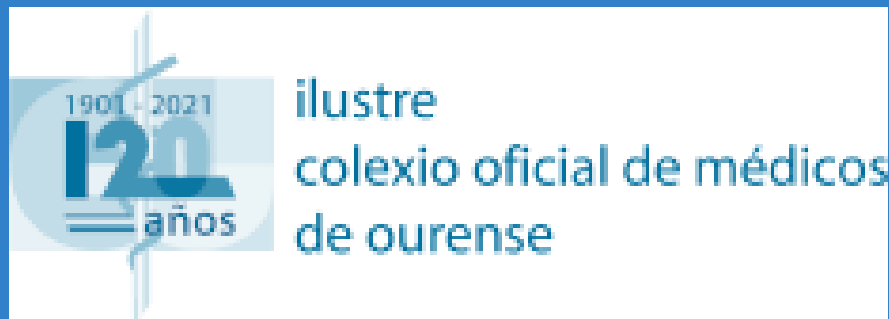 1901 - 2021
120
años
ilustre
colexio oficial de médicos
de ourense